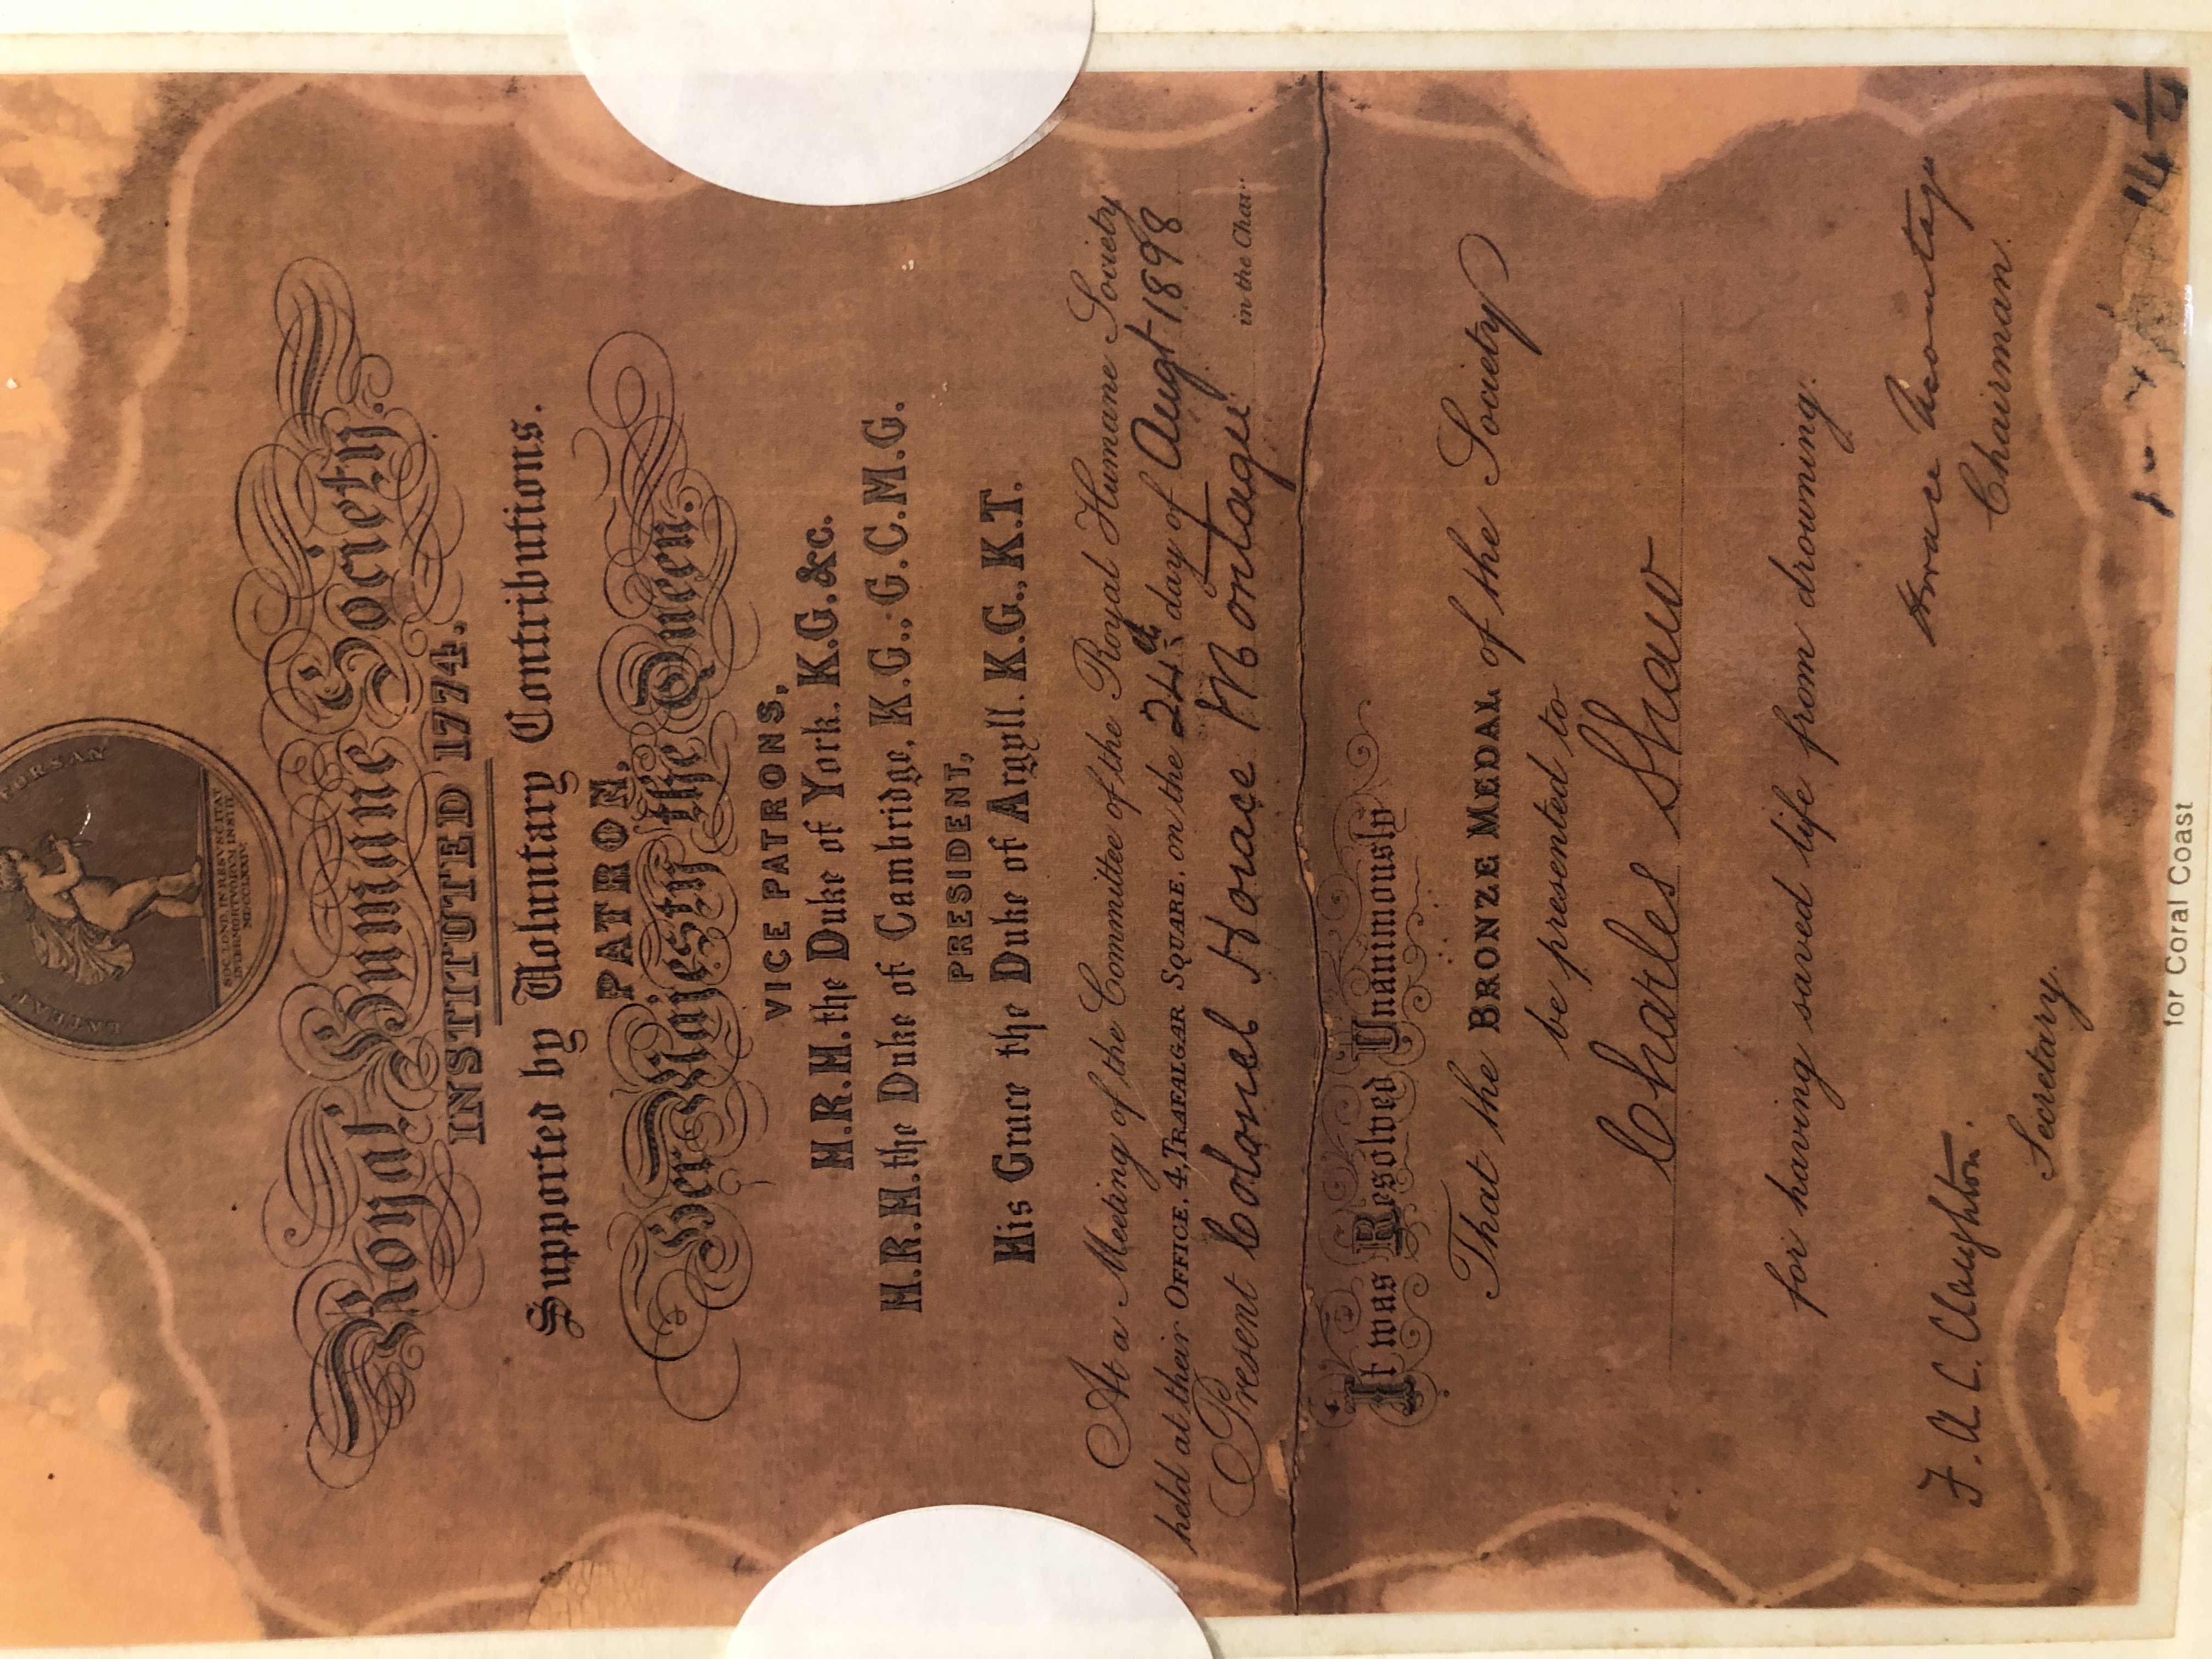 LATEAT FORSAN
SOC. LOND. IN RESVSCITAT
INTERMORTVORVM INSTIT.
MDCCLXXIV.
Royal Humane Society.
INSTITUTED 1774.
Supported by Voluntary Contributions.
PATRON,
Her Majesty the Queen.
VICE PATRONS,
H.R.H. the Duke of York. K.G. &c.
H.R.H. the Duke of Cambridge, K.G.,; G.C.M.G.
PRESIDENT,
His Grace the Duke of Argyll. K.G., K.T.
At a Meeting of the Committee of the Royal Humane Society
held at their OFFICE. 4, TRAFALGAR SQUARE. on the 24th day of Augt 1898
Present Colonel Horace Montagu in the Chair
It was Resolved Unanimously
That the BRONZE MEDAL of the Society
be presented to
Charles Shaw
for having saved life from drowning.
F. A. C. Claughton. Horace Montagu
Chairman.
Secretary.
14 1/4
for Coral Coast